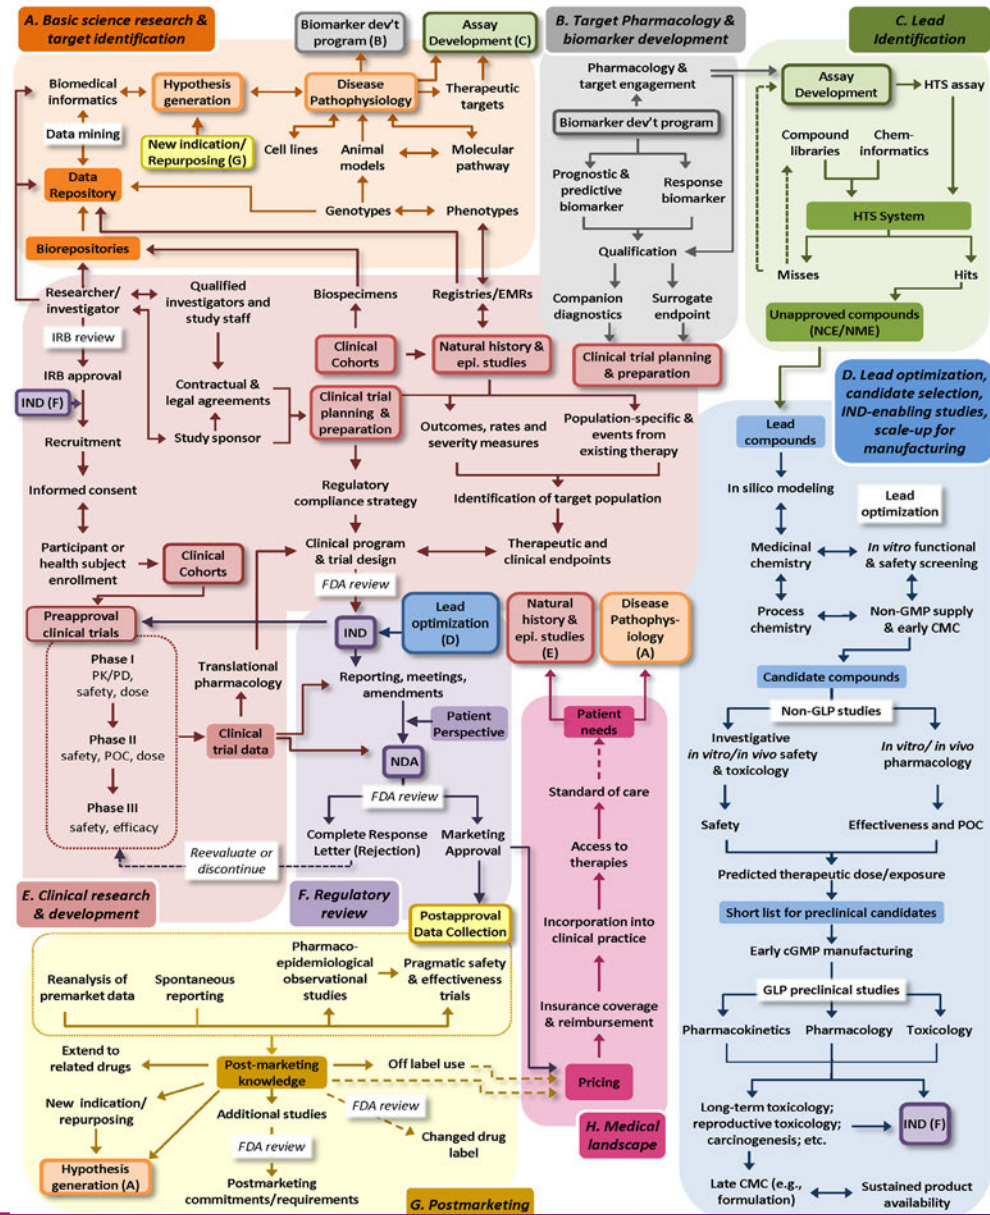 A. Basic science research &
target identification
Biomarker dev't
program (B)
Assay
Development (C)
B. Target Pharmacology &
biomarker development
C. Lead
Identification
Biomedical
informatics
Hypothesis
generation
Disease
Pathophysiology
Therapeutic
targets
Data mining
New indication/
Repurposing (G)
Cell lines
Animal
models
Molecular
pathway
Data
Repository
Genotypes
Phenotypes
Biorepositories
Pharmacology &
target engagement
Biomarker dev't program
Prognostic &
predictive
biomarker
Response
biomarker
Qualification
Companion
diagnostics
Surrogate
endpoint
Clinical trial planning
& preparation
Assay
Development
HTS assay
Compound
libraries
Chem-
informatics
HTS System
Misses
Hits
Unapproved compounds
(NCE/NME)
Researcher/
investigator
Qualified
investigators and
study staff
Biospecimens
Registries/EMRs
IRB review
Clinical
Cohorts
Natural history &
epi. studies
IRB approval
IND (F)
Contractual &
legal agreements
Clinical trial
planning &
preparation
Recruitment
Study sponsor
Outcomes, rates and
severity measures
Population-specific &
events from
existing therapy
Informed consent
Regulatory
compliance strategy
Identification of target population
Participant or
health subject
enrollment
Clinical
Cohorts
Clinical program
& trial design
Therapeutic and
clinical endpoints
FDA review
Preapproval
clinical trials
Phase I
PK/PD,
safety, dose
Phase II
safety, POC, dose
Phase III
safety, efficacy
Translational
pharmacology
Clinical
trial data
Reevaluate or
discontinue
E. Clinical research
& development
IND
Lead
optimization
(D)
Reporting, meetings,
amendments
Patient
Perspective
NDA
FDA review
Complete Response
Letter (Rejection)
Marketing
Approval
F. Regulatory
review
Natural
history &
epi. studies
(E)
Disease
Pathophys-
iology (A)
Patient
needs
Standard of care
Access to
therapies
Incorporation into
clinical practice
Insurance coverage
& reimbursement
Pricing
H. Medical
landscape
D. Lead optimization,
candidate selection,
IND-enabling studies,
scale-up for
manufacturing
Lead
compounds
In silico modeling
Lead
optimization
Medicinal
chemistry
In vitro functional
& safety screening
Process
chemistry
Non-GMP supply
& early CMC
Candidate compounds
Non-GLP studies
Investigative
in vitro/in vivo safety
& toxicology
In vitro/ in vivo
pharmacology
Safety
Effectiveness and POC
Predicted therapeutic dose/exposure
Short list for preclinical candidates
Early cGMP manufacturing
GLP preclinical studies
Pharmacokinetics
Pharmacology
Toxicology
Long-term toxicology;
reproductive toxicology;
carcinogenesis; etc.
IND (F)
Late CMC (e.g.,
formulation)
Sustained product
availability
Postapproval
Data Collection
Reanalysis of
premarket data
Spontaneous
reporting
Pharmaco-
epidemiological
observational
studies
Pragmatic safety
& effectiveness
trials
Extend to
related drugs
Post-marketing
knowledge
Off label use
New indication/
repurposing
Additional studies
FDA review
FDA review
Changed drug
label
Hypothesis
generation (A)
Postmarketing
commitments/requirements
G. Postmarketing